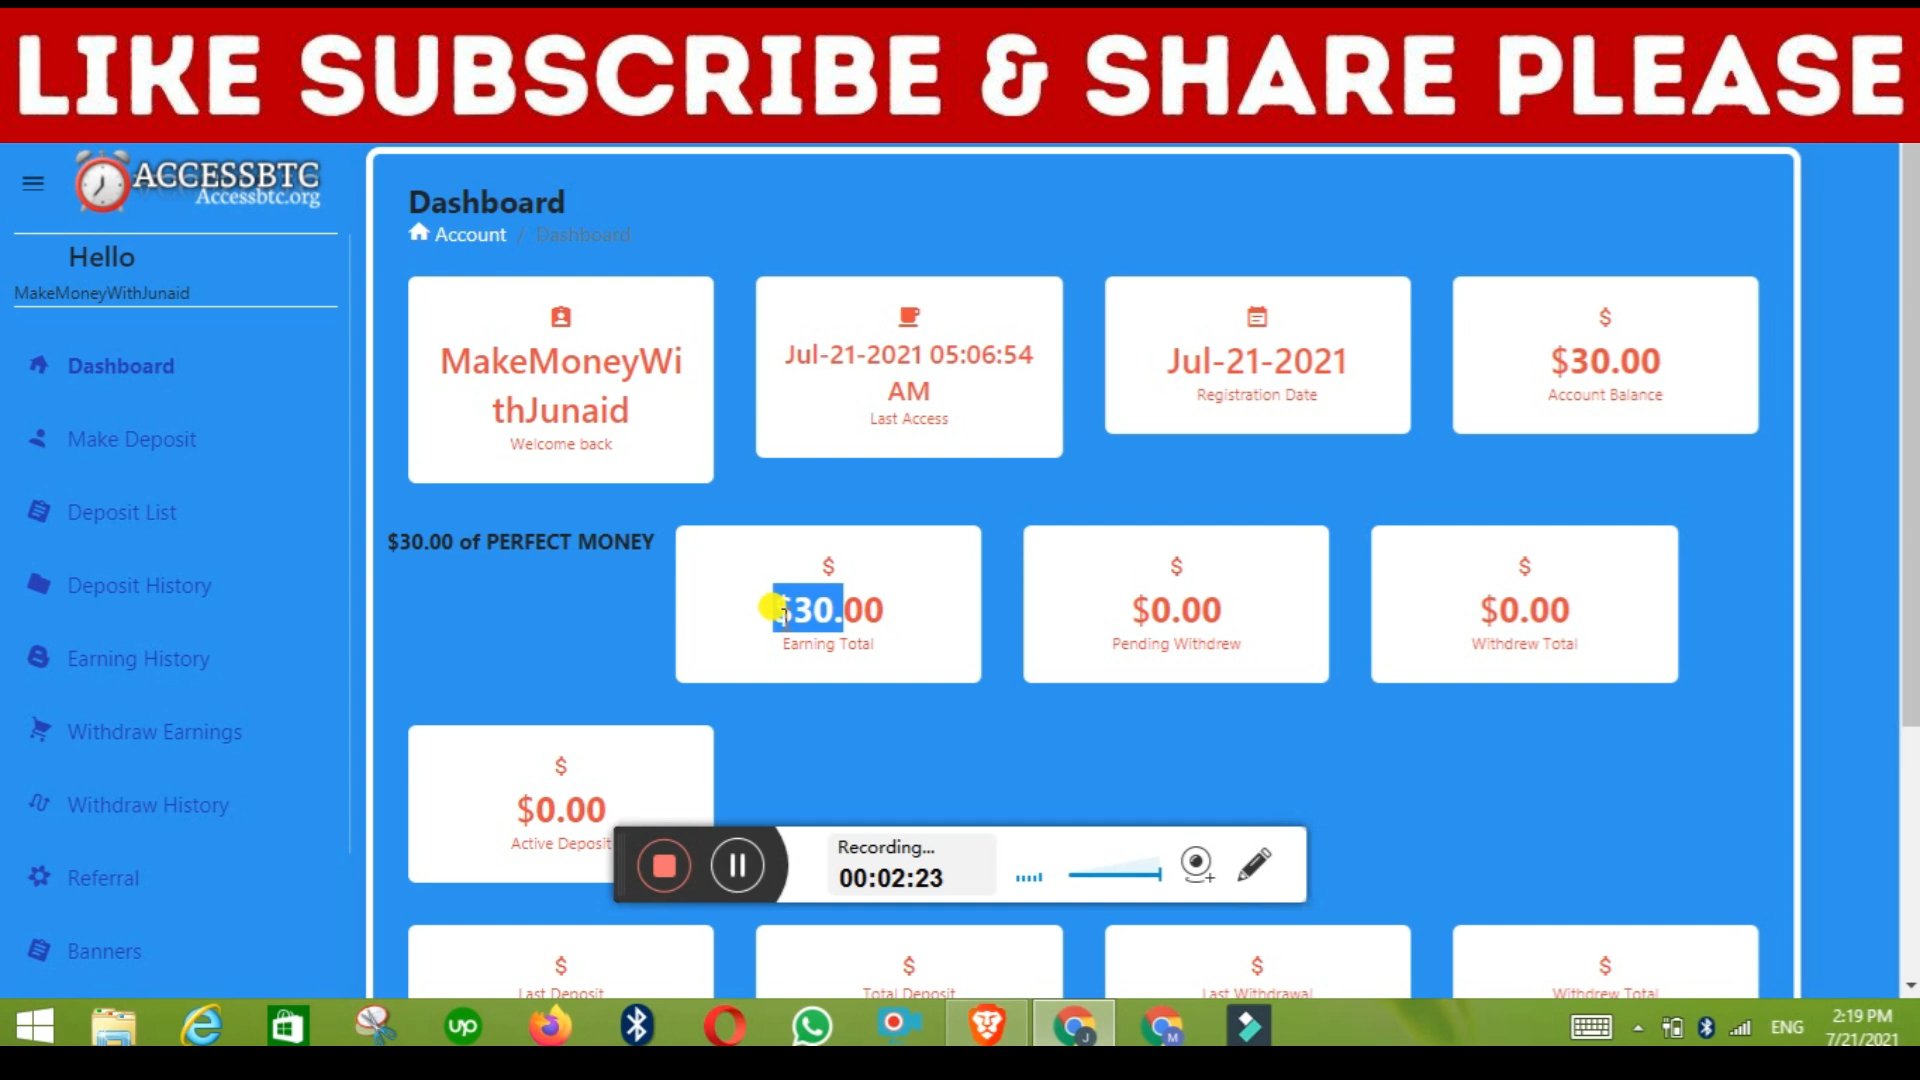 LIKE SUBSCRIBE & SHARE PLEASE
ACCESSBTC
Accessbtc.org
Hello
MakeMoneyWithJunaid
Dashboard
Make Deposit
Deposit List
Deposit History
Earning History
Withdraw Earnings
Withdraw History
Referral
Banners
Dashboard
Account / Dashboard
MakeMoneyWi
thJunaid
Welcome back
Jul-21-2021 05:06:54
AM
Last Access
Jul-21-2021
Registration Date
$
$30.00
Account Balance
$30.00 of PERFECT MONEY
$
$30.00
Earning Total
$
$0.00
Pending Withdrew
$
$0.00
Withdrew Total
$
$0.00
Active Deposit
Recording...
00:02:23
$
Last Deposit
$
Total Deposit
$
Last Withdrawal
$
Withdrew Total
up
J
M
ENG
2:19 PM
7/21/2021